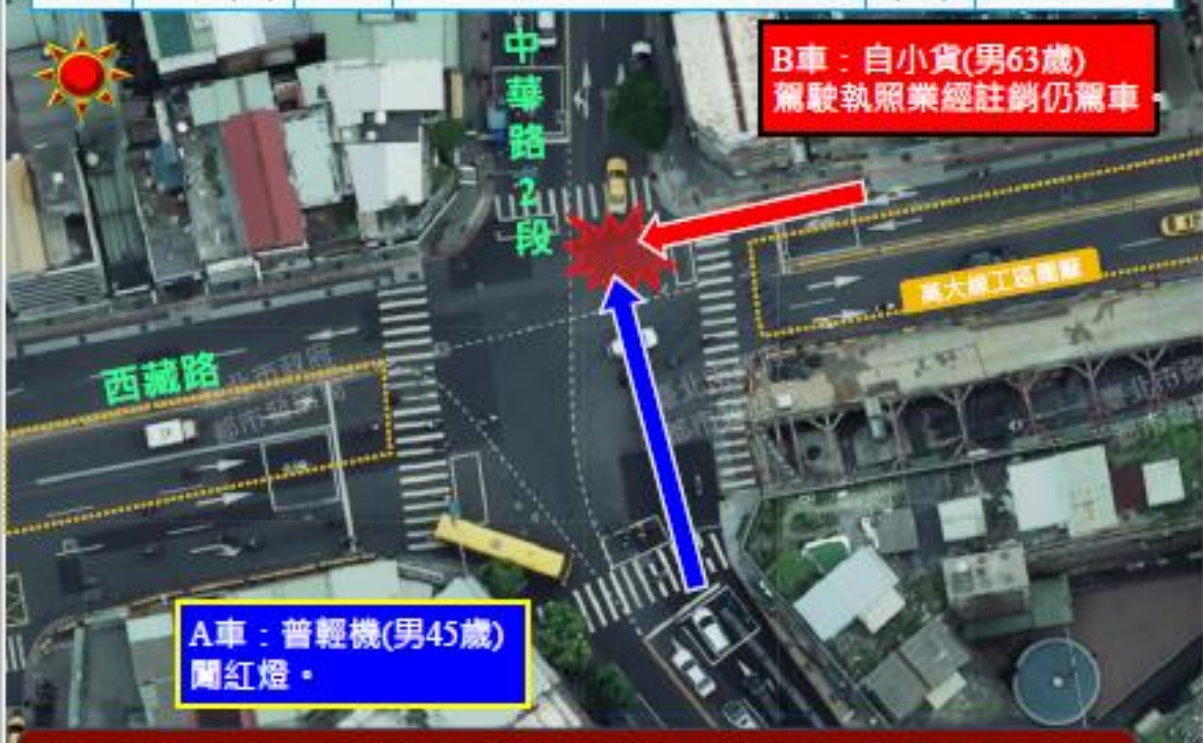 中華路2段
B車：自小貨(男63歲)
駕駛執照業經註銷仍駕車。
萬大線工區圍籬
西藏路
A車：普輕機(男45歲)
闖紅燈。